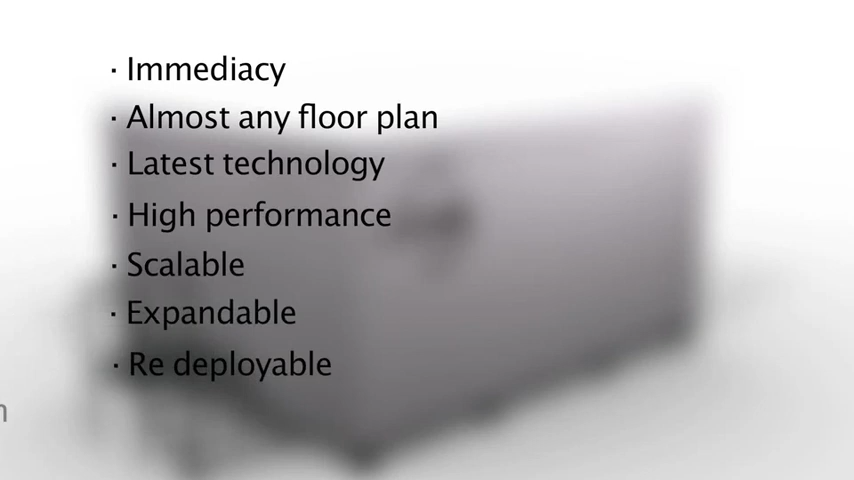 · Immediacy
· Almost any floor plan
· Latest technology
· High performance
· Scalable
· Expandable
· Re deployable
n